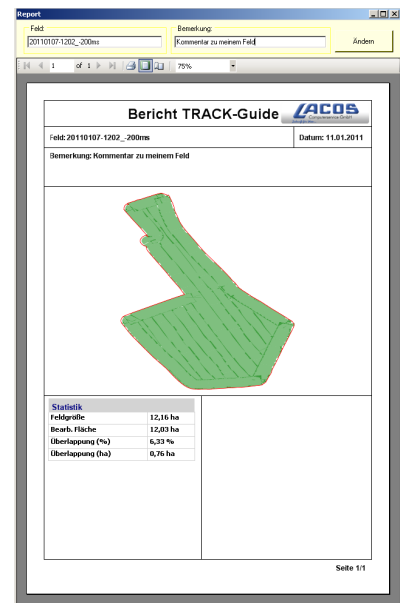 Report
Feld:
Bemerkung:
20110107-1202_-200ms
Kommentar zu meinem Feld
Ändern
1 of 1
75%
Bericht TRACK-Guide
LACOS
Computerservice GmbH
Feld: 20110107-1202_-200ms
Datum: 11.01.2011
Bemerkung: Kommentar zu meinem Feld
Statistik
Feldgröße 12,16 ha
Bearb. Fläche 12,03 ha
Überlappung (%) 6,33 %
Überlappung (ha) 0,76 ha
Seite 1/1